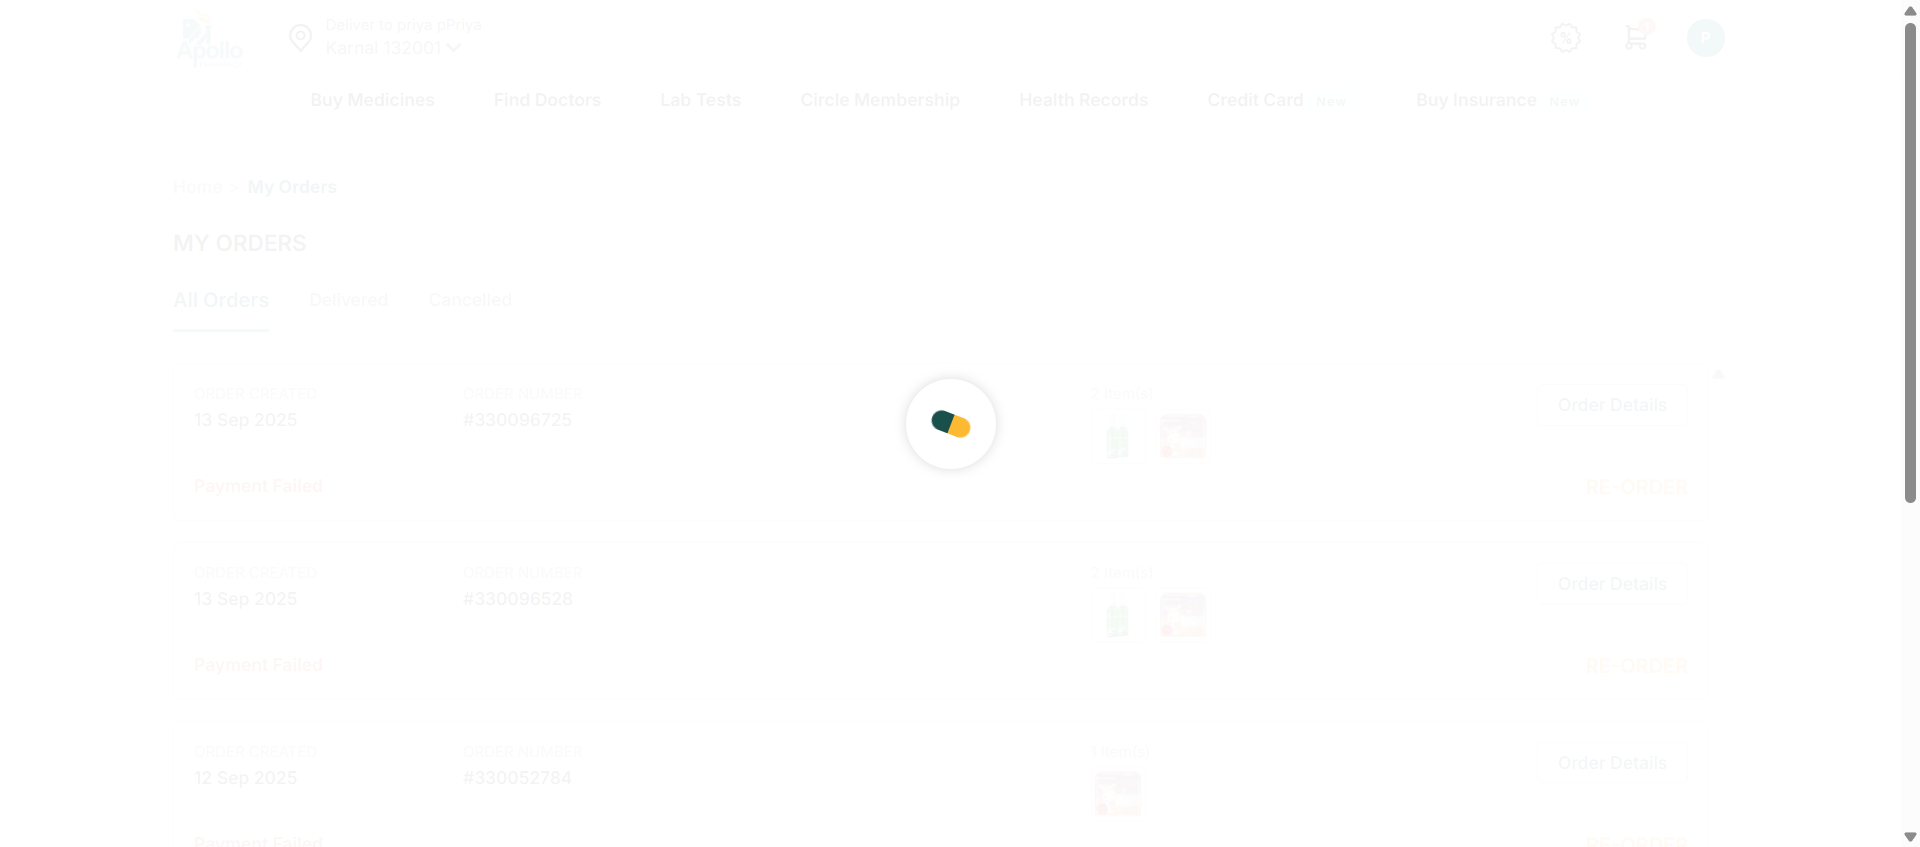 Deliver to priya pPriya
Karnal 132001
Apollo
P
Buy Medicines
Find Doctors
Lab Tests
Circle Membership
Health Records
Credit Card New
Buy Insurance New
Home > My Orders
MY ORDERS
All Orders
Delivered
Cancelled
ORDER CREATED
ORDER NUMBER
2 item(s)
Order Details
13 Sep 2025
#330096725
Payment Failed
RE-ORDER
ORDER CREATED
ORDER NUMBER
2 item(s)
Order Details
13 Sep 2025
#330096528
Payment Failed
RE-ORDER
ORDER CREATED
ORDER NUMBER
1 item(s)
Order Details
12 Sep 2025
#330052784
Payment Failed
RE-ORDER